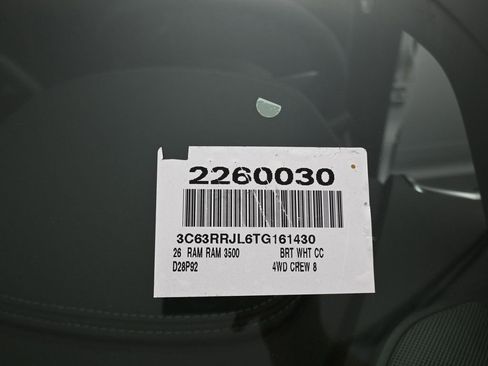 2260030
3C63RRJL6TG161430
26 RAM RAM 3500 BRT WHT CC
D28P92 4WD CREW 8